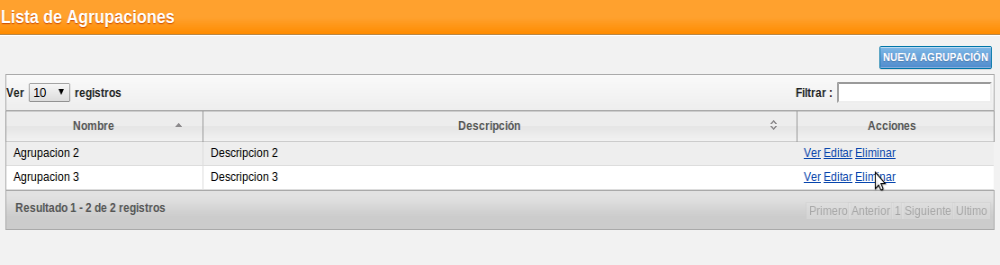 Lista de Agrupaciones
NUEVA AGRUPACIÓN
Ver 10 registros Filtrar :
Nombre Descripción Acciones
Agrupacion 2 Descripcion 2 Ver Editar Eliminar
Agrupacion 3 Descripcion 3 Ver Editar Eliminar
Resultado 1 - 2 de 2 registros Primero Anterior 1 Siguiente Ultimo